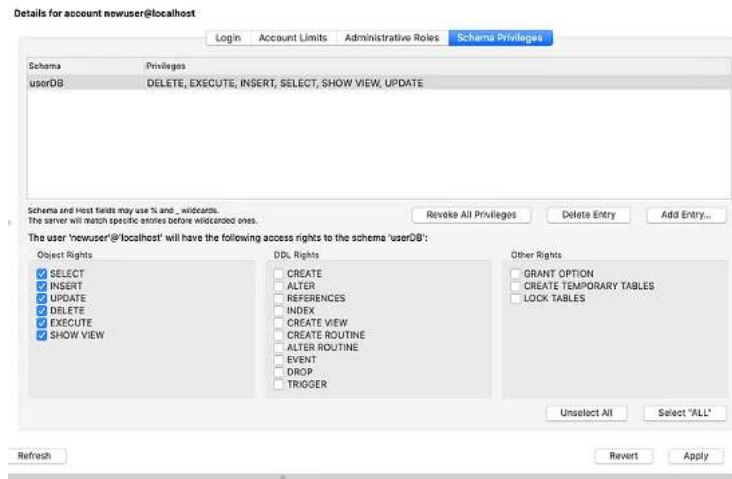 Details for account newuser@localhost
Login Account Limits Administrative Roles Schema Privileges
Schema Privileges
userDB DELETE, EXECUTE, INSERT, SELECT, SHOW VIEW, UPDATE
Schema and Host fields may use % and _ wildcards.
The server will match specific entries before wildcarded ones.
Revoke All Privileges Delete Entry Add Entry...
The user 'newuser'@'localhost' will have the following access rights to the schema 'userDB':
Object Rights
SELECT
INSERT
UPDATE
DELETE
EXECUTE
SHOW VIEW
DDL Rights
CREATE
ALTER
REFERENCES
INDEX
CREATE VIEW
CREATE ROUTINE
ALTER ROUTINE
EVENT
DROP
TRIGGER
Other Rights
GRANT OPTION
CREATE TEMPORARY TABLES
LOCK TABLES
Unselect All Select "ALL"
Refresh Revert Apply